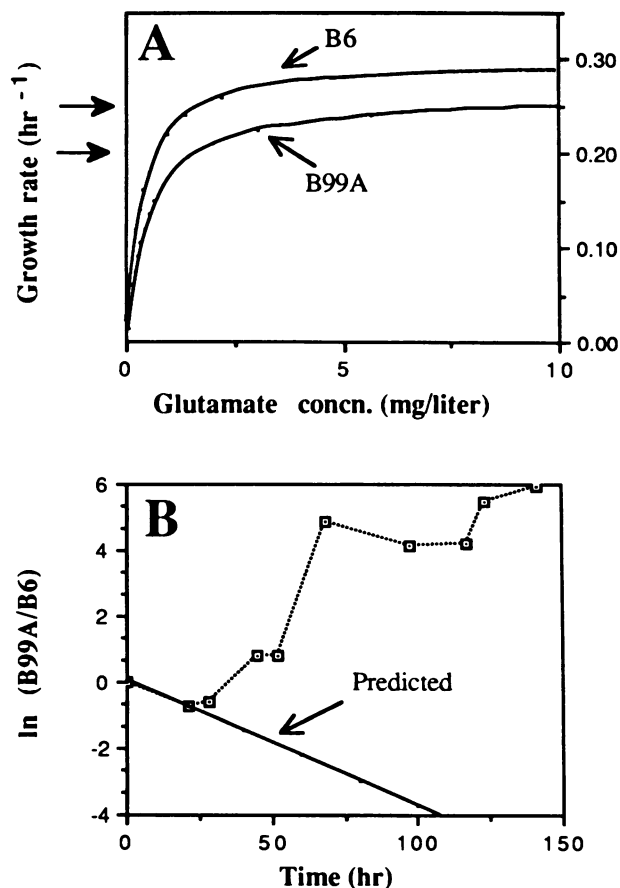 A
B6
B99A
Growth rate (hr -1)
0.30
0.20
0.10
0.00
0
5
10
Glutamate concn. (mg/liter)
B
6
4
2
0
-2
-4
ln (B99A/B6)
Predicted
0
50
100
150
Time (hr)